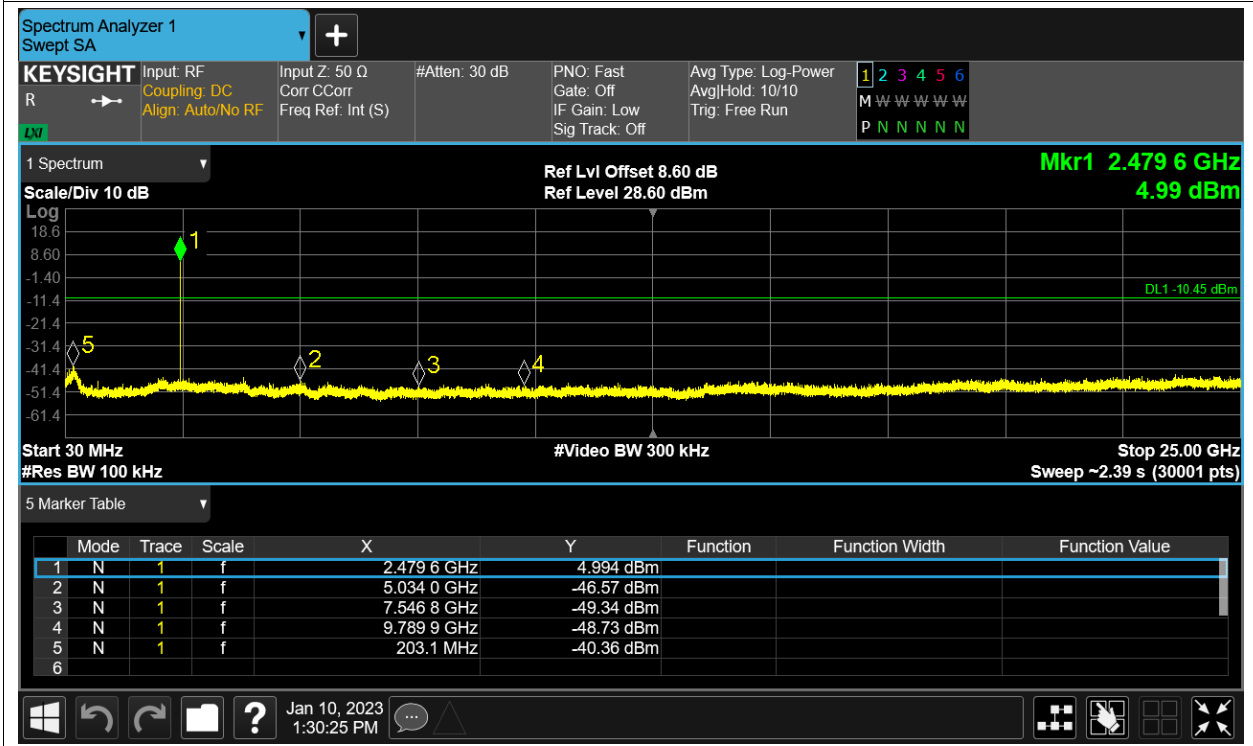 Spectrum Analyzer 1
Swept SA
+
KEYSIGHT Input: RF Input Z: 50 Ω #Atten: 30 dB PNO: Fast Avg Type: Log-Power 1 2 3 4 5 6
R Coupling: DC Corr CCorr Gate: Off Avg|Hold: 10/10 M W W W W W
Align: Auto/No RF Freq Ref: Int (S) IF Gain: Low Trig: Free Run
LXI Sig Track: Off P N N N N N
1 Spectrum Ref Lvl Offset 8.60 dB Mkr1 2.479 6 GHz
Scale/Div 10 dB Ref Level 28.60 dBm 4.99 dBm
Log
18.6
1
8.60
-1.40
DL1 -10.45 dBm
-11.4
-21.4
-31.4
5
2 3 4
-41.4
-51.4
-61.4
Start 30 MHz #Video BW 300 kHz Stop 25.00 GHz
#Res BW 100 kHz Sweep ~2.39 s (30001 pts)
5 Marker Table
Mode Trace Scale X Y Function Function Width Function Value
1 N 1 f 2.479 6 GHz 4.994 dBm
2 N 1 f 5.034 0 GHz -46.57 dBm
3 N 1 f 7.546 8 GHz -49.34 dBm
4 N 1 f 9.789 9 GHz -48.73 dBm
5 N 1 f 203.1 MHz -40.36 dBm
6
? Jan 10, 2023
1:30:25 PM